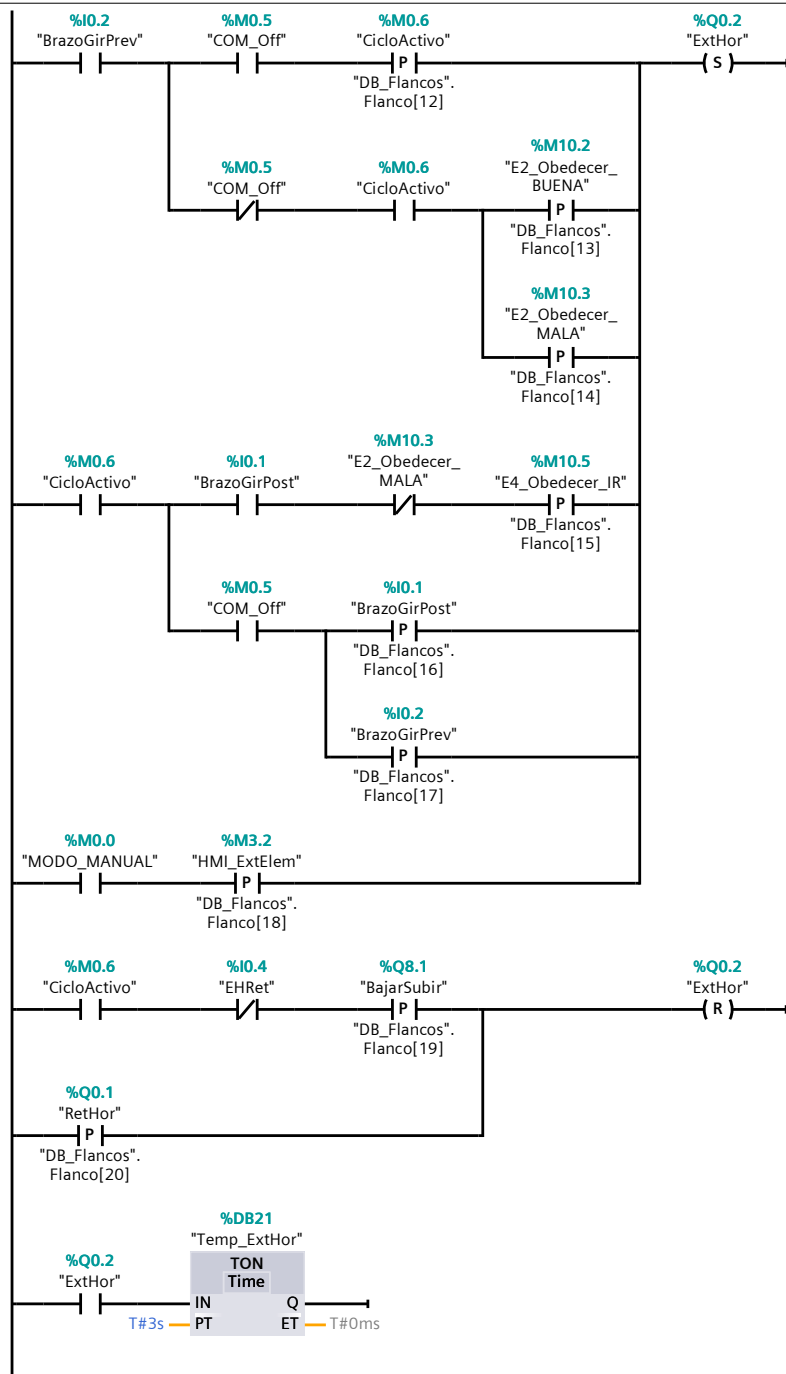 %I0.2 %M0.5 %M0.6 %Q0.2
"BrazoGirPrev" "COM_Off" "CicloActivo" "ExtHor"
P S
"DB_Flancos".
Flanco[12]
%M10.2
%M0.5 %M0.6 "E2_Obedecer_
"COM_Off" "CicloActivo" BUENA"
P
"DB_Flancos".
Flanco[13]
%M10.3
"E2_Obedecer_
MALA"
P
"DB_Flancos".
Flanco[14]
%M10.3
%M0.6 %I0.1 "E2_Obedecer_ %M10.5
"CicloActivo" "BrazoGirPost" MALA" "E4_Obedecer_IR"
P
"DB_Flancos".
Flanco[15]
%M0.5 %I0.1
"COM_Off" "BrazoGirPost"
P
"DB_Flancos".
Flanco[16]
%I0.2
"BrazoGirPrev"
P
"DB_Flancos".
Flanco[17]
%M0.0 %M3.2
"MODO_MANUAL" "HMI_ExtElem"
P
"DB_Flancos".
Flanco[18]
%M0.6 %I0.4 %Q8.1 %Q0.2
"CicloActivo" "EHRet" "BajarSubir" "ExtHor"
P R
"DB_Flancos".
Flanco[19]
%Q0.1
"RetHor"
P
"DB_Flancos".
Flanco[20]
%DB21
"Temp_ExtHor"
%Q0.2 TON
"ExtHor" Time
IN Q
T#3s PT ET T#0ms